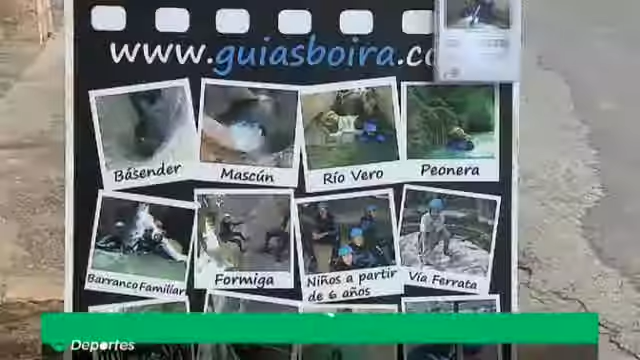 www.guiasboira.co
Básender
Mascún
Río Vero
Peonera
Barranco Familiar
Formiga
Niños a partir
de 6 años
Vía Ferrata
Deportes